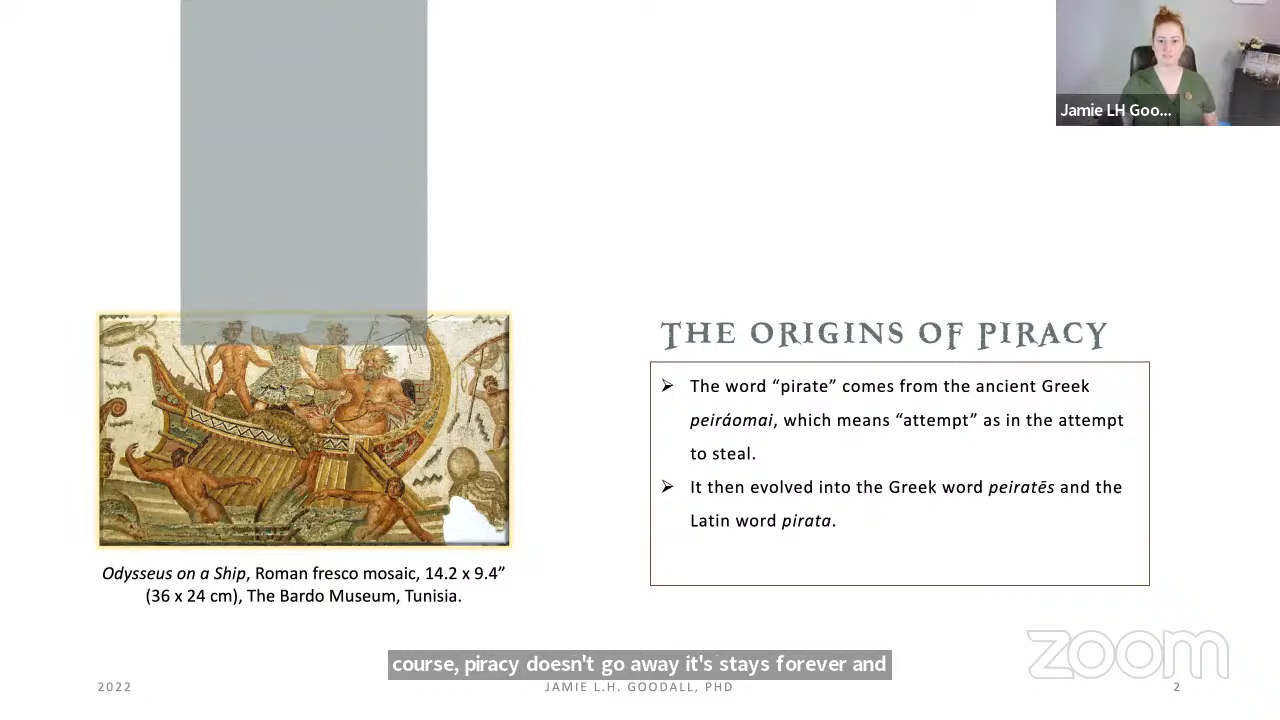 Jamie LH Goo...
THE ORIGINS OF PIRACY
➢ The word “pirate” comes from the ancient Greek
peiráomai, which means “attempt” as in the attempt
to steal.
➢ It then evolved into the Greek word peiratēs and the
Latin word pirata.
Odysseus on a Ship, Roman fresco mosaic, 14.2 x 9.4”
(36 x 24 cm), The Bardo Museum, Tunisia.
zoom
course, piracy doesn't go away it's stays forever and
2022
JAMIE L.H. GOODALL, PHD
2